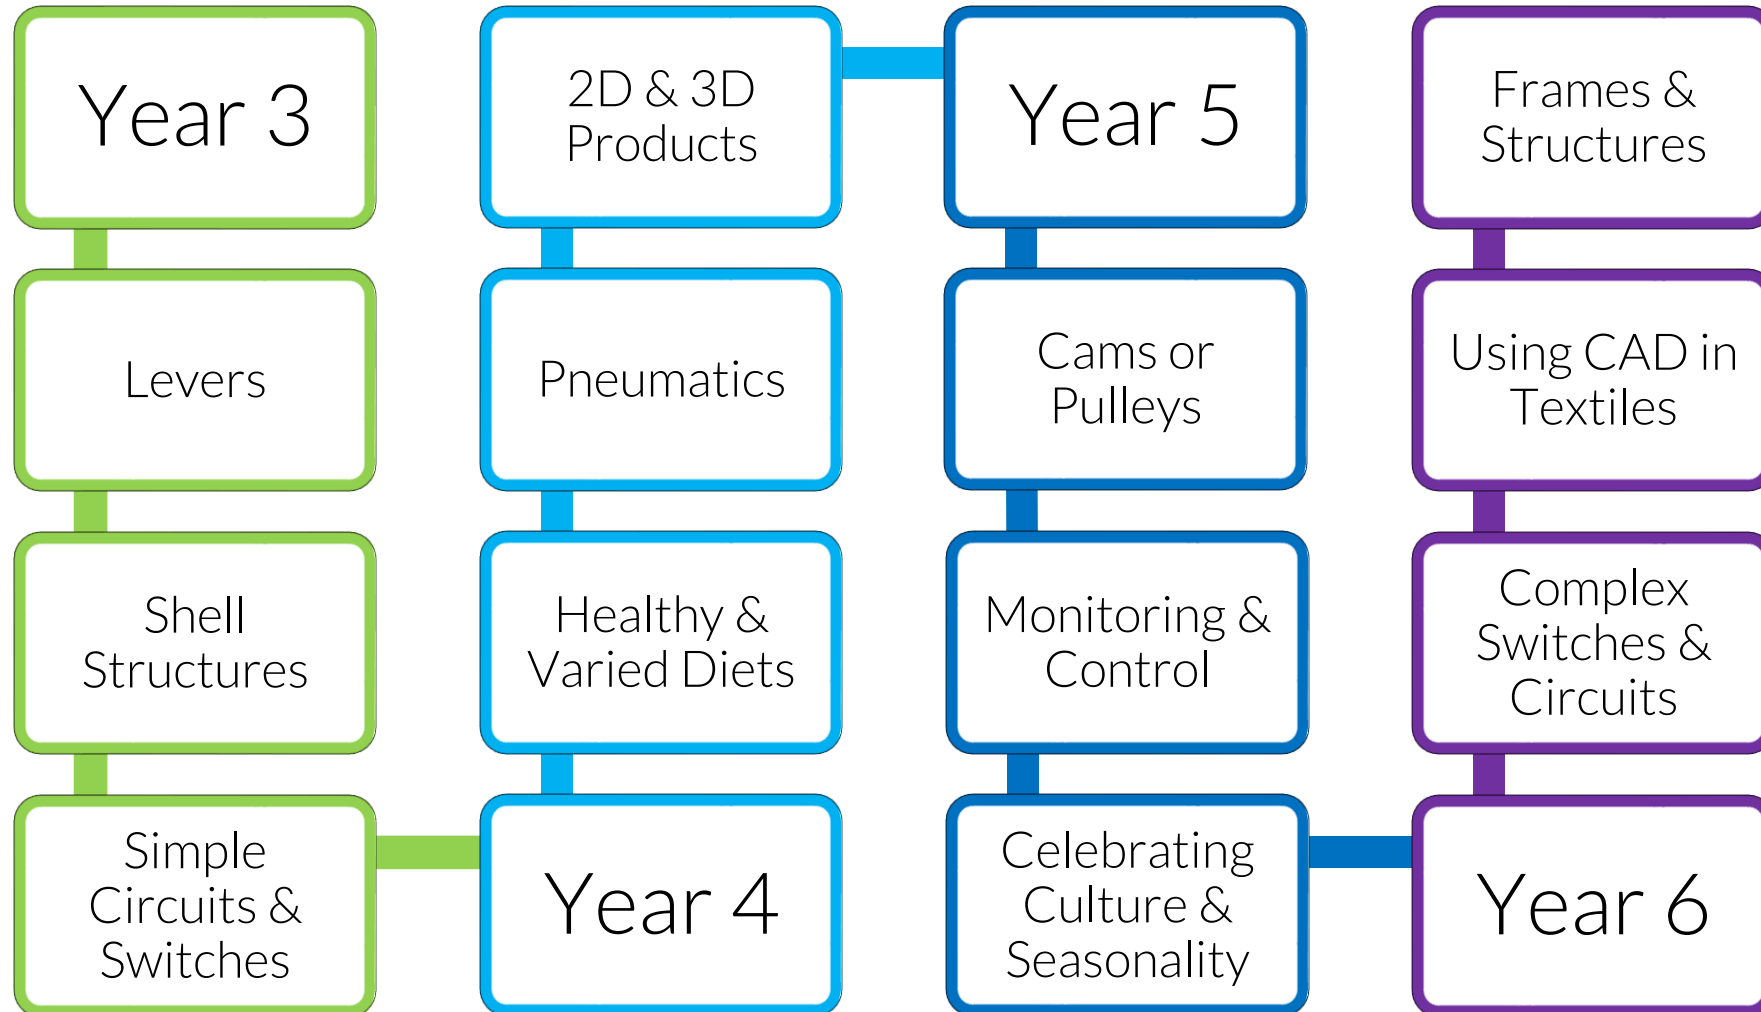 Year 3
Levers
Shell
Structures
Simple
Circuits &
Switches
Year 4
Healthy &
Varied Diets
Pneumatics
2D & 3D
Products
Year 5
Cams or
Pulleys
Monitoring &
Control
Celebrating
Culture &
Seasonality
Year 6
Complex
Switches &
Circuits
Using CAD in
Textiles
Frames &
Structures